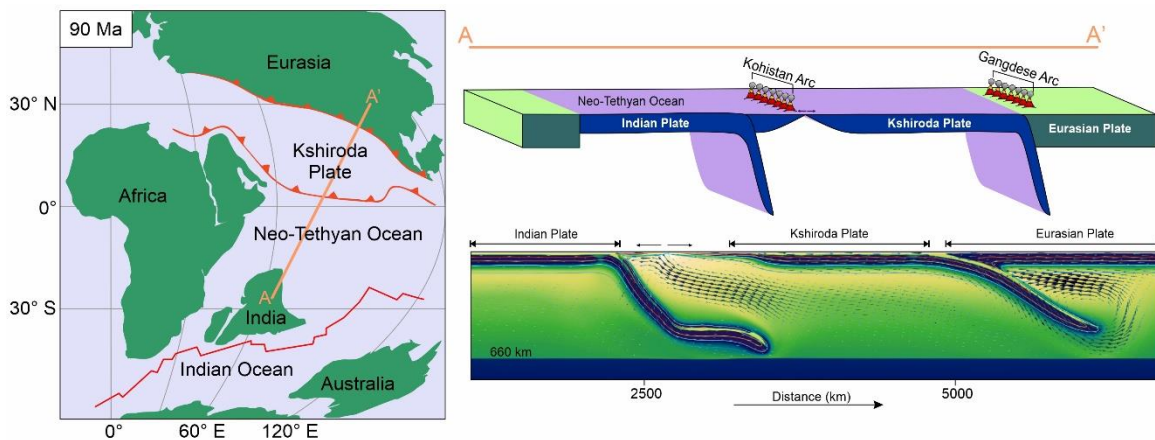 90 Ma
Eurasia
A'
30° N
Kshiroda
Plate
Africa
0°
Neo-Tethyan Ocean
A
30° S
India
Indian Ocean
Australia
0°
60° E
120° E
A
A'
Kohistan Arc
Gangdese Arc
Neo-Tethyan Ocean
Indian Plate
Kshiroda Plate
Eurasian Plate
Indian Plate
Kshiroda Plate
Eurasian Plate
660 km
2500
5000
Distance (km)